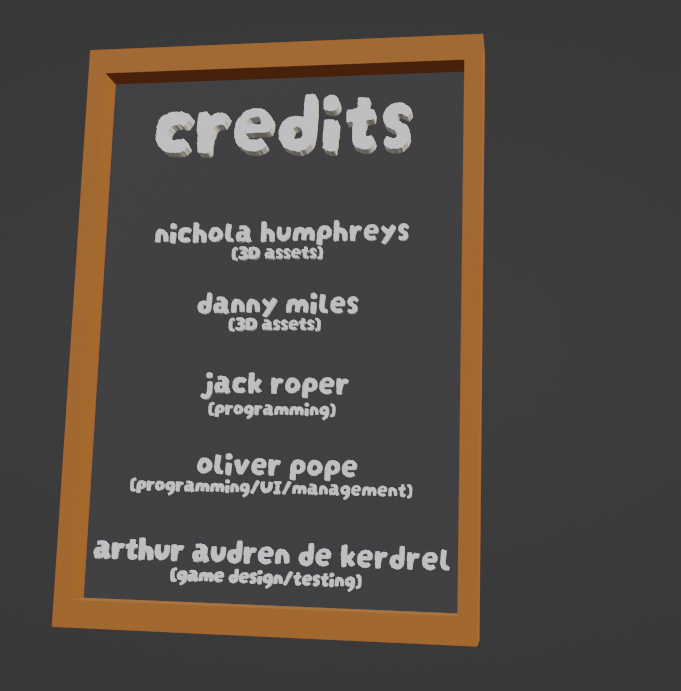 credits
nichola humphreys
(3D assets)
danny miles
(3D assets)
jack roper
(programming)
oliver pope
(programming/UI/management)
arthur audren de kerdrel
(game design/testing)